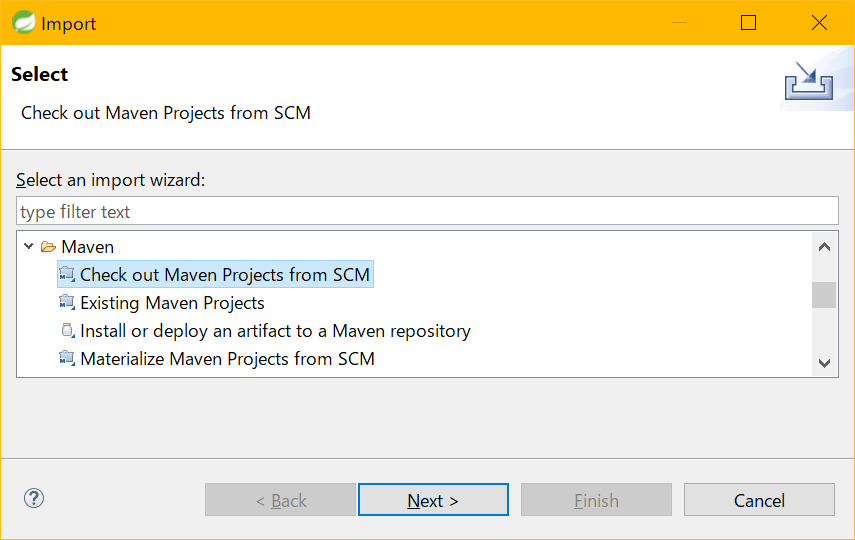 Import
Select
Check out Maven Projects from SCM
Select an import wizard:
type filter text
Maven
Check out Maven Projects from SCM
Existing Maven Projects
Install or deploy an artifact to a Maven repository
Materialize Maven Projects from SCM
? < Back Next > Finish Cancel